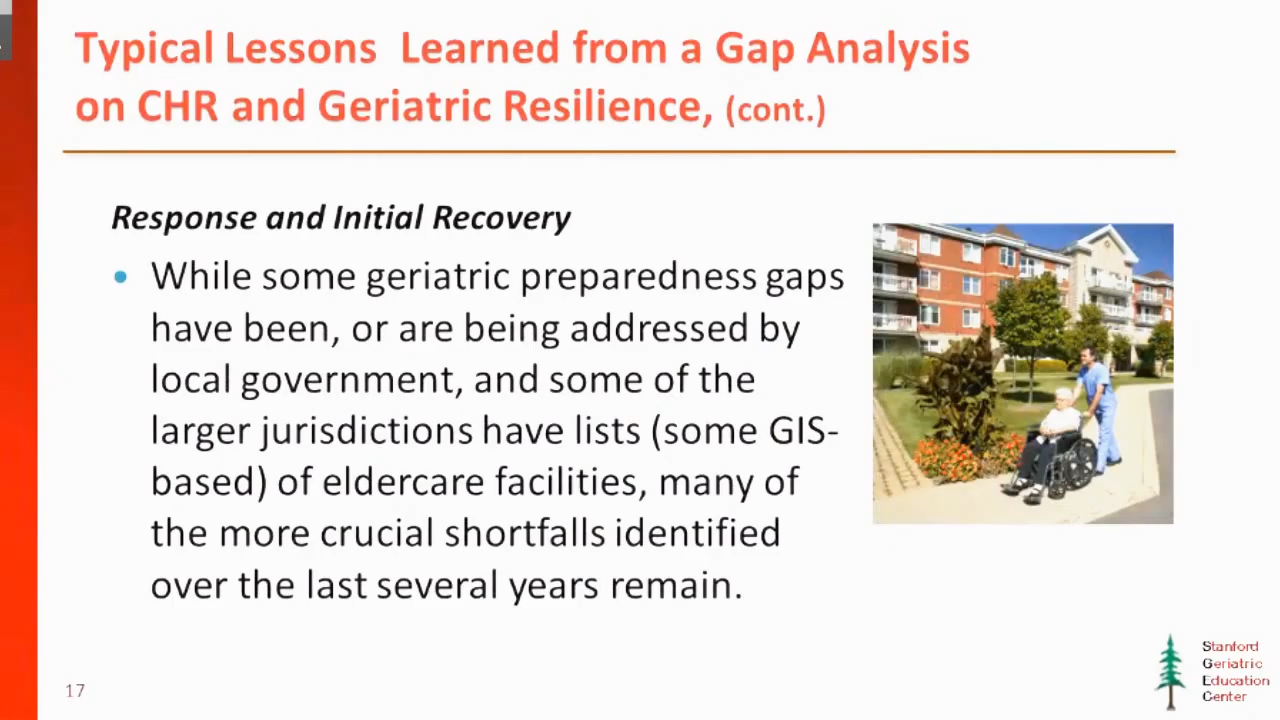 Typical Lessons Learned from a Gap Analysis
on CHR and Geriatric Resilience, (cont.)
Response and Initial Recovery
• While some geriatric preparedness gaps
have been, or are being addressed by
local government, and some of the
larger jurisdictions have lists (some GIS-
based) of eldercare facilities, many of
the more crucial shortfalls identified
over the last several years remain.
17
Stanford
Geriatric
Education
Center